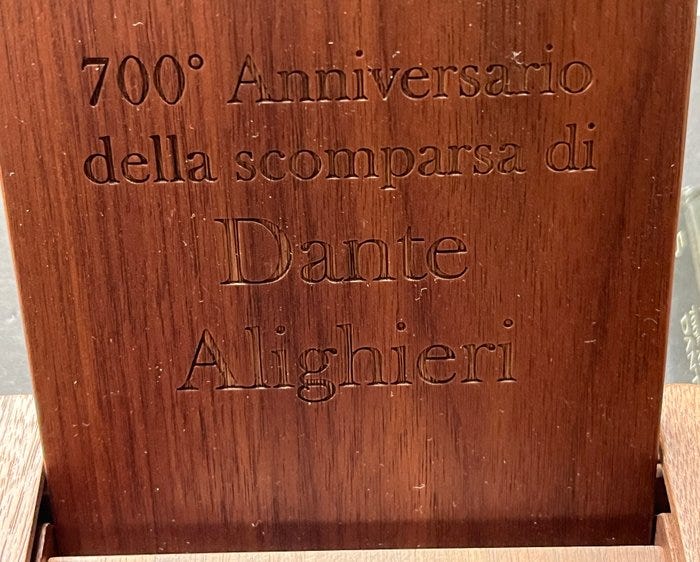 700° Anniversario
della scomparsa di
Dante
Alighieri